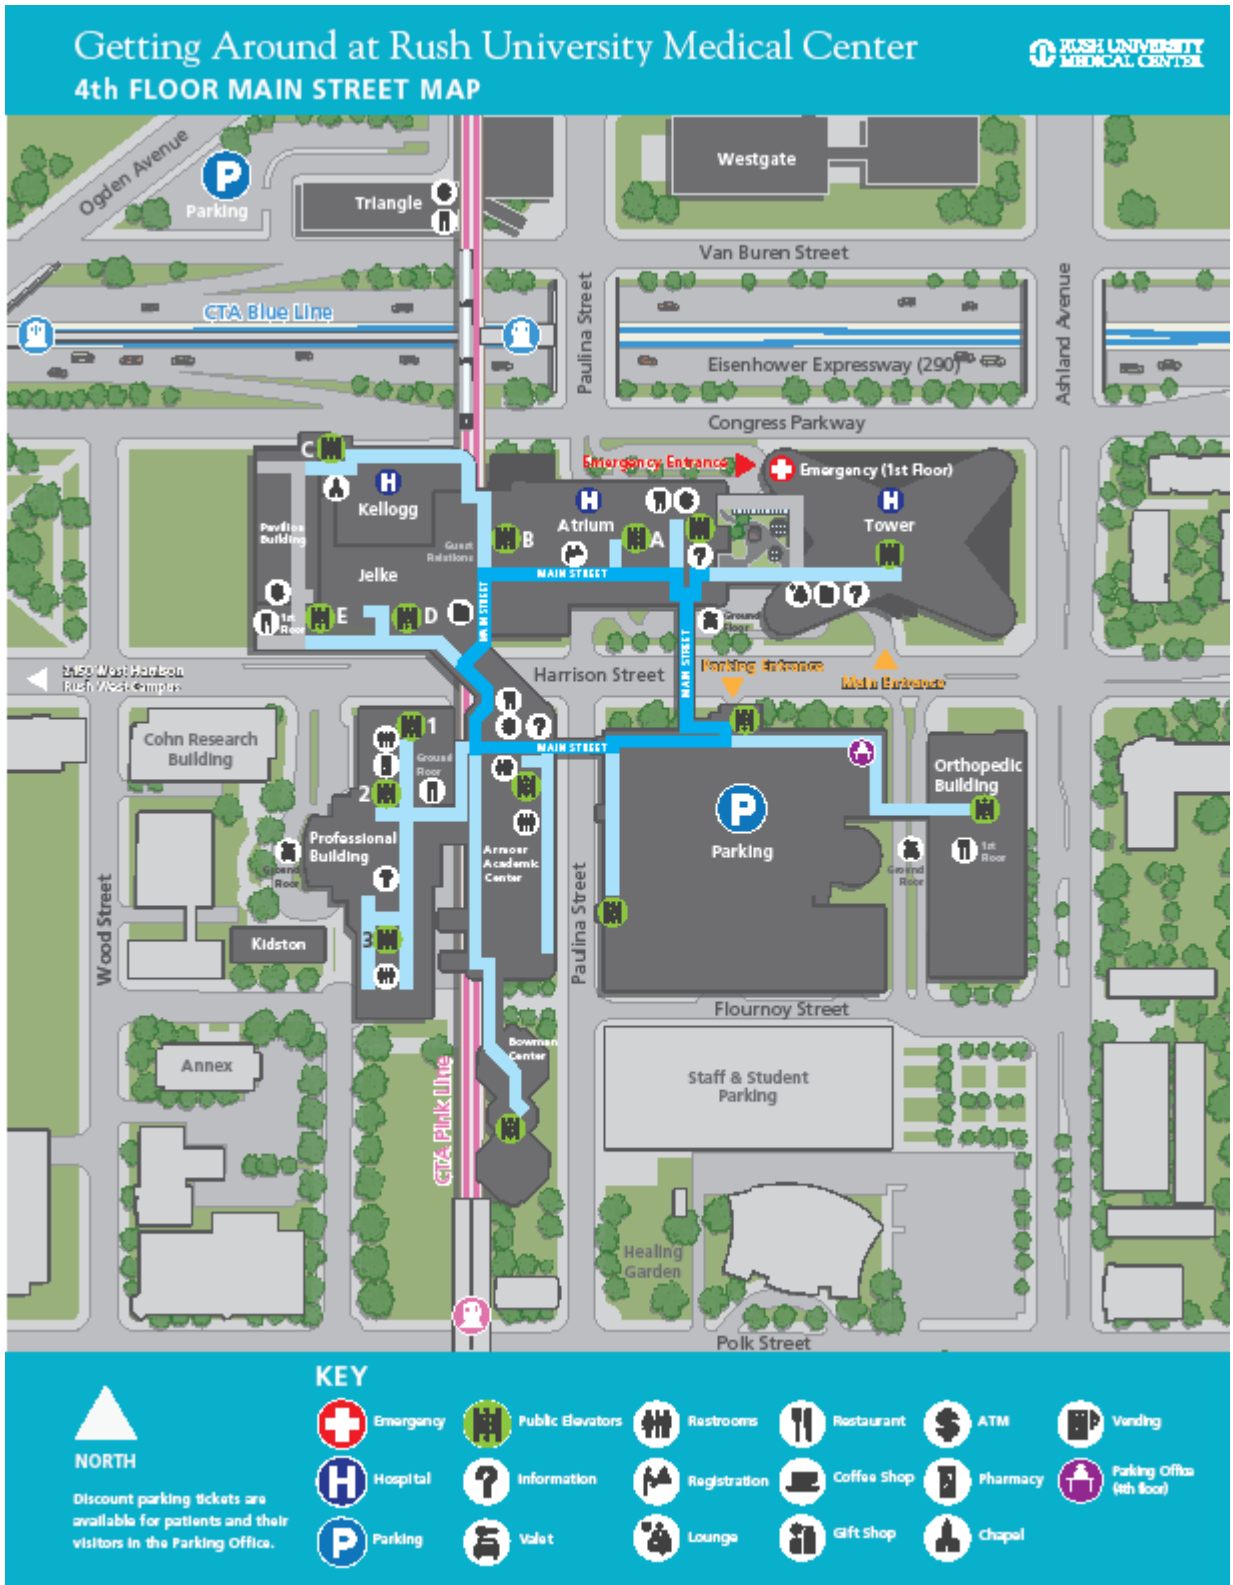 Getting Around at Rush University Medical Center
4th FLOOR MAIN STREET MAP
RUSH UNIVERSITY
MEDICAL CENTER
Ogden Avenue
P
Parking
Triangle
Westgate
Van Buren Street
CTA Blue Line
Paulina Street
Ashland Avenue
Eisenhower Expressway (290)
Congress Parkway
C
H
Kellogg
Pavilion
Building
Guest
Relations
Jelke
Emergency Entrance
Emergency (1st Floor)
H
Atrium
H
Tower
B
A
MAIN STREET
MAIN STREET
MAIN STREET
E
D
1st
Floor
Ground
Floor
2150 West Harrison
Rush West Campus
Harrison Street
Parking Entrance
Main Entrance
Cohn Research
Building
1
Ground
Floor
2
MAIN STREET
Professional
Building
Ground
Floor
Armour
Academic
Center
P
Parking
Orthopedic
Building
1st
Floor
Ground
Floor
Wood Street
Paulina Street
Kidston
3
Flournoy Street
Annex
Bowman
Center
CTA Pink Line
Staff & Student
Parking
Healing
Garden
Polk Street
NORTH
Discount parking tickets are
available for patients and their
visitors in the Parking Office.
KEY
Emergency
Public Elevators
Restrooms
Restaurant
ATM
Vending
H
Hospital
Information
Registration
Coffee Shop
Pharmacy
Parking Office
(4th floor)
P
Parking
Valet
Lounge
Gift Shop
Chapel